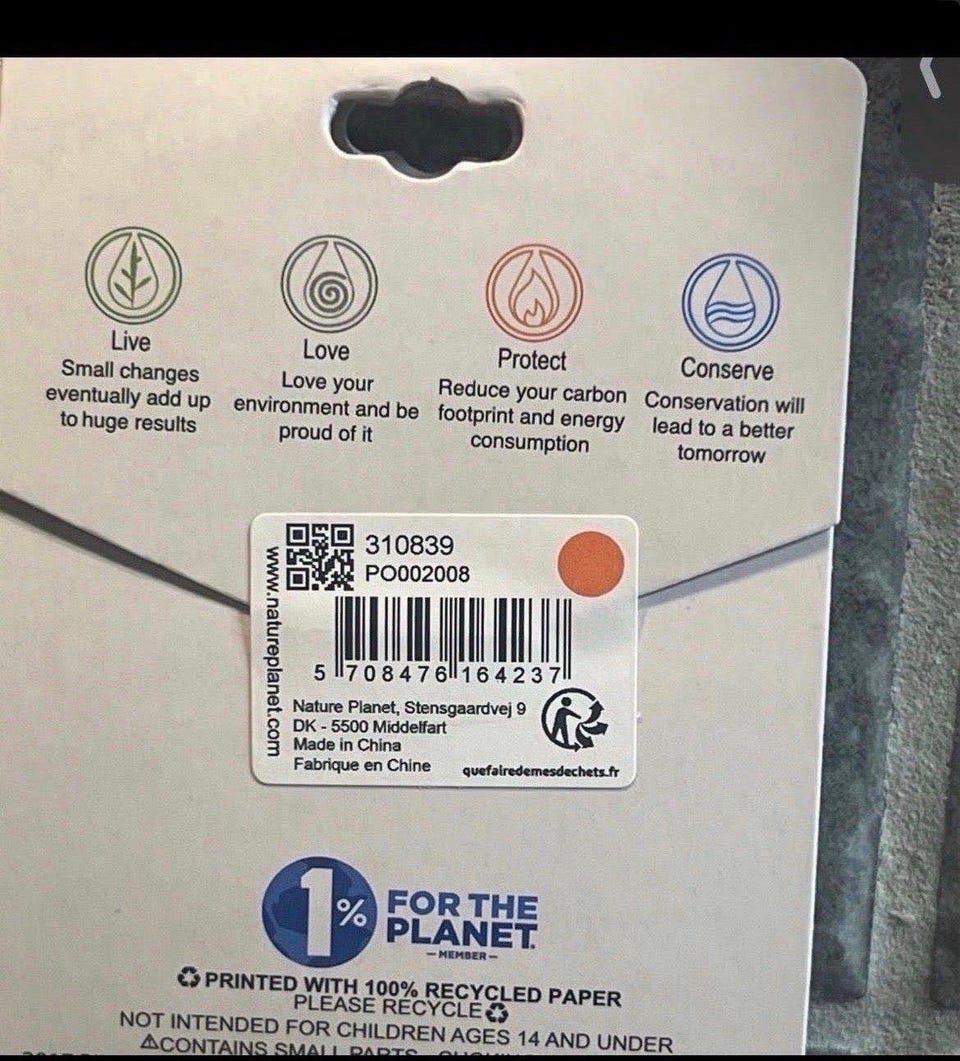 Live
Small changes
eventually add up
to huge results
Love
Love your
environment and be
proud of it
Protect
Reduce your carbon
footprint and energy
consumption
Conserve
Conservation will
lead to a better
tomorrow
www.natureplanet.com
310839
PO002008
5 708476 164237
Nature Planet, Stensgaardvej 9
DK - 5500 Middelfart
Made in China
Fabrique en Chine
quefairedemesdechets.fr
1%
FOR THE
PLANET.
MEMBER
PRINTED WITH 100% RECYCLED PAPER
PLEASE RECYCLE
NOT INTENDED FOR CHILDREN AGES 14 AND UNDER
CONTAINS SMALL PARTS